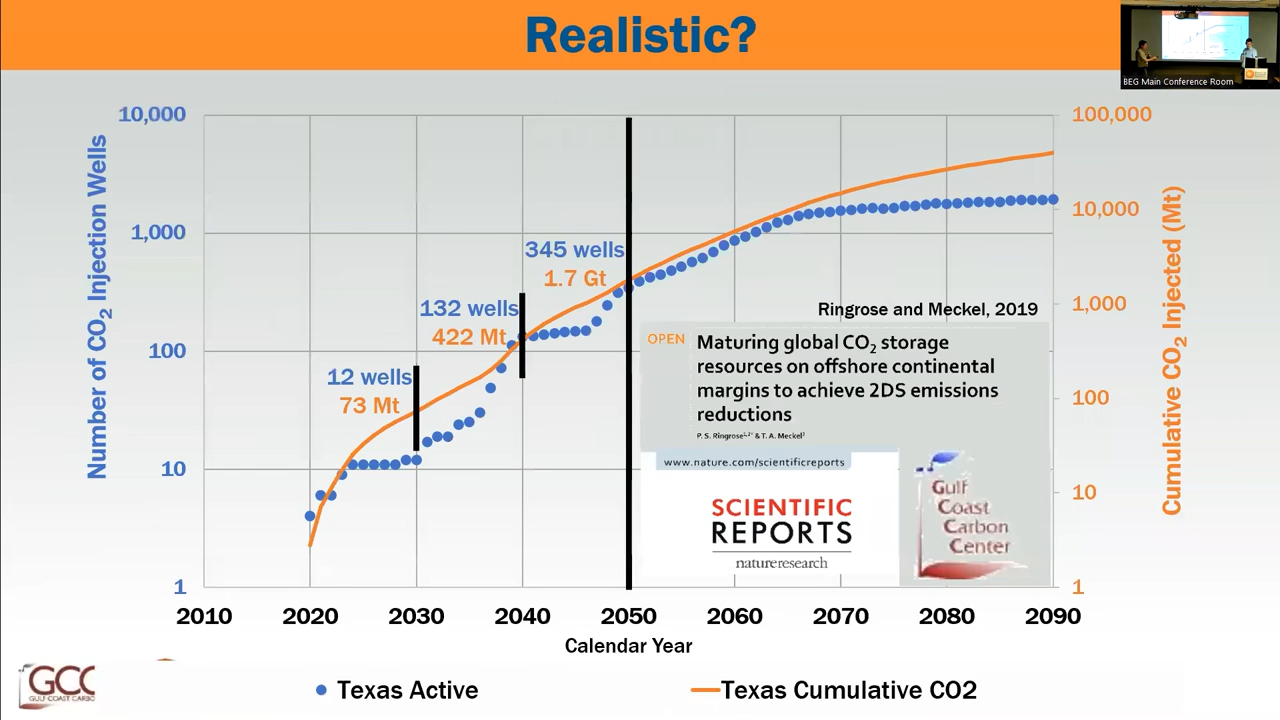 Realistic?
BEG Main Conference Room
10,000
1,000
100
10
1
Number of CO2 Injection Wells
100,000
10,000
1,000
100
10
1
Cumulative CO2 Injected (Mt)
345 wells
1.7 Gt
132 wells
422 Mt
12 wells
73 Mt
Ringrose and Meckel, 2019
OPEN
Maturing global CO2 storage
resources on offshore continental
margins to achieve 2DS emissions
reductions
P. S. Ringrose & T. A. Meckel
www.nature.com/scientificreports
SCIENTIFIC
REPORTS
natureresearch
Gulf
Coast
Carbon
Center
2010 2020 2030 2040 2050 2060 2070 2080 2090
Calendar Year
GCC
GULF COAST CARBO
Texas Active
Texas Cumulative CO2